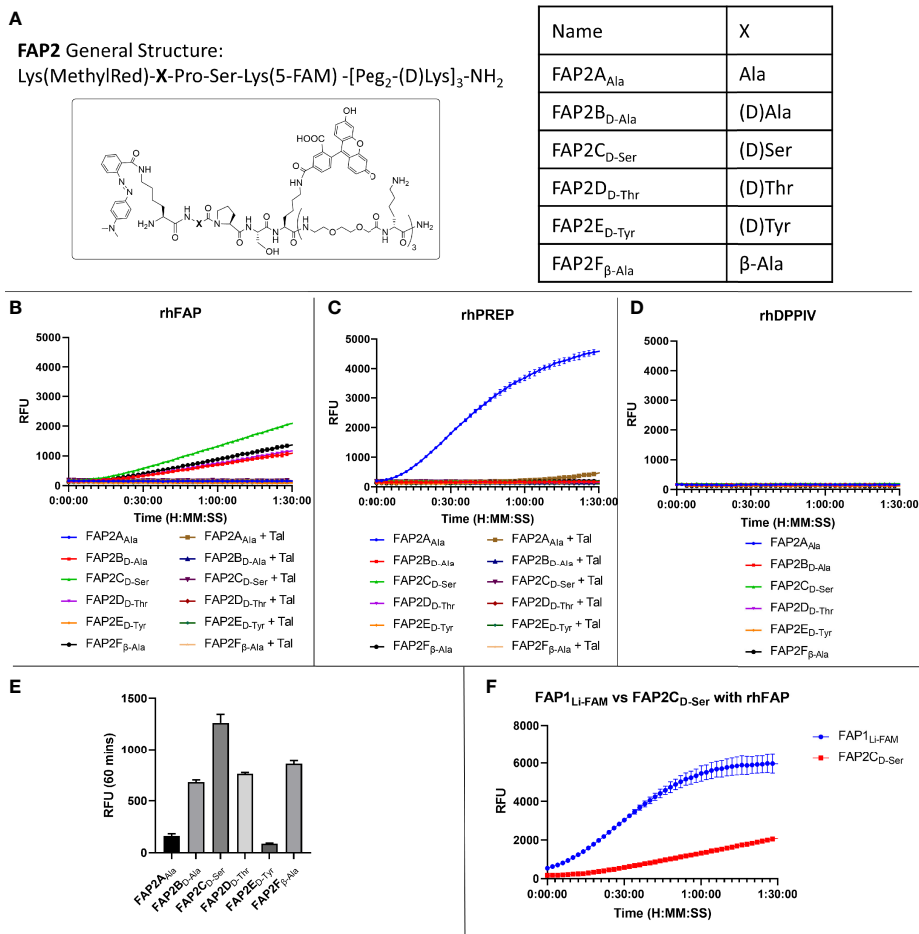 A
FAP2 General Structure:
Lys(MethylRed)-X-Pro-Ser-Lys(5-FAM) -[Peg2-(D)Lys]3-NH2
OH
HOOC
O
O
O
NH
N
N
N
H2N
O
H
N
X
O
N
O
H
N
OH
O
N
H
O
NH
O
H
N
O
O
O
N
H
NH2
O
NH2
3
Name X
FAP2AAla Ala
FAP2BD-Ala (D)Ala
FAP2CD-Ser (D)Ser
FAP2DD-Thr (D)Thr
FAP2ED-Tyr (D)Tyr
FAP2Fβ-Ala β-Ala
B
rhFAP
RFU
5000
4000
3000
2000
1000
0
0:00:00 0:30:00 1:00:00 1:30:00
Time (H:MM:SS)
FAP2AAla FAP2AAla + Tal
FAP2BD-Ala FAP2BD-Ala + Tal
FAP2CD-Ser FAP2CD-Ser + Tal
FAP2DD-Thr FAP2DD-Thr + Tal
FAP2ED-Tyr FAP2ED-Tyr + Tal
FAP2Fβ-Ala FAP2Fβ-Ala + Tal
C
rhPREP
RFU
5000
4000
3000
2000
1000
0
0:00:00 0:30:00 1:00:00 1:30:00
Time (H:MM:SS)
FAP2AAla FAP2AAla + Tal
FAP2BD-Ala FAP2BD-Ala + Tal
FAP2CD-Ser FAP2CD-Ser + Tal
FAP2DD-Thr FAP2DD-Thr + Tal
FAP2ED-Tyr FAP2ED-Tyr + Tal
FAP2Fβ-Ala FAP2Fβ-Ala + Tal
D
rhDPPIV
RFU
5000
4000
3000
2000
1000
0
0:00:00 0:30:00 1:00:00 1:30:00
Time (H:MM:SS)
FAP2AAla
FAP2BD-Ala
FAP2CD-Ser
FAP2DD-Thr
FAP2ED-Tyr
FAP2Fβ-Ala
E
RFU (60 mins)
1500
1000
500
0
FAP2AAla FAP2BD-Ala FAP2CD-Ser FAP2DD-Thr FAP2ED-Tyr FAP2Fβ-Ala
F
FAP1Li-FAM vs FAP2CD-Ser with rhFAP
RFU
8000
6000
4000
2000
0
0:00:00 0:30:00 1:00:00 1:30:00
Time (H:MM:SS)
FAP1Li-FAM
FAP2CD-Ser